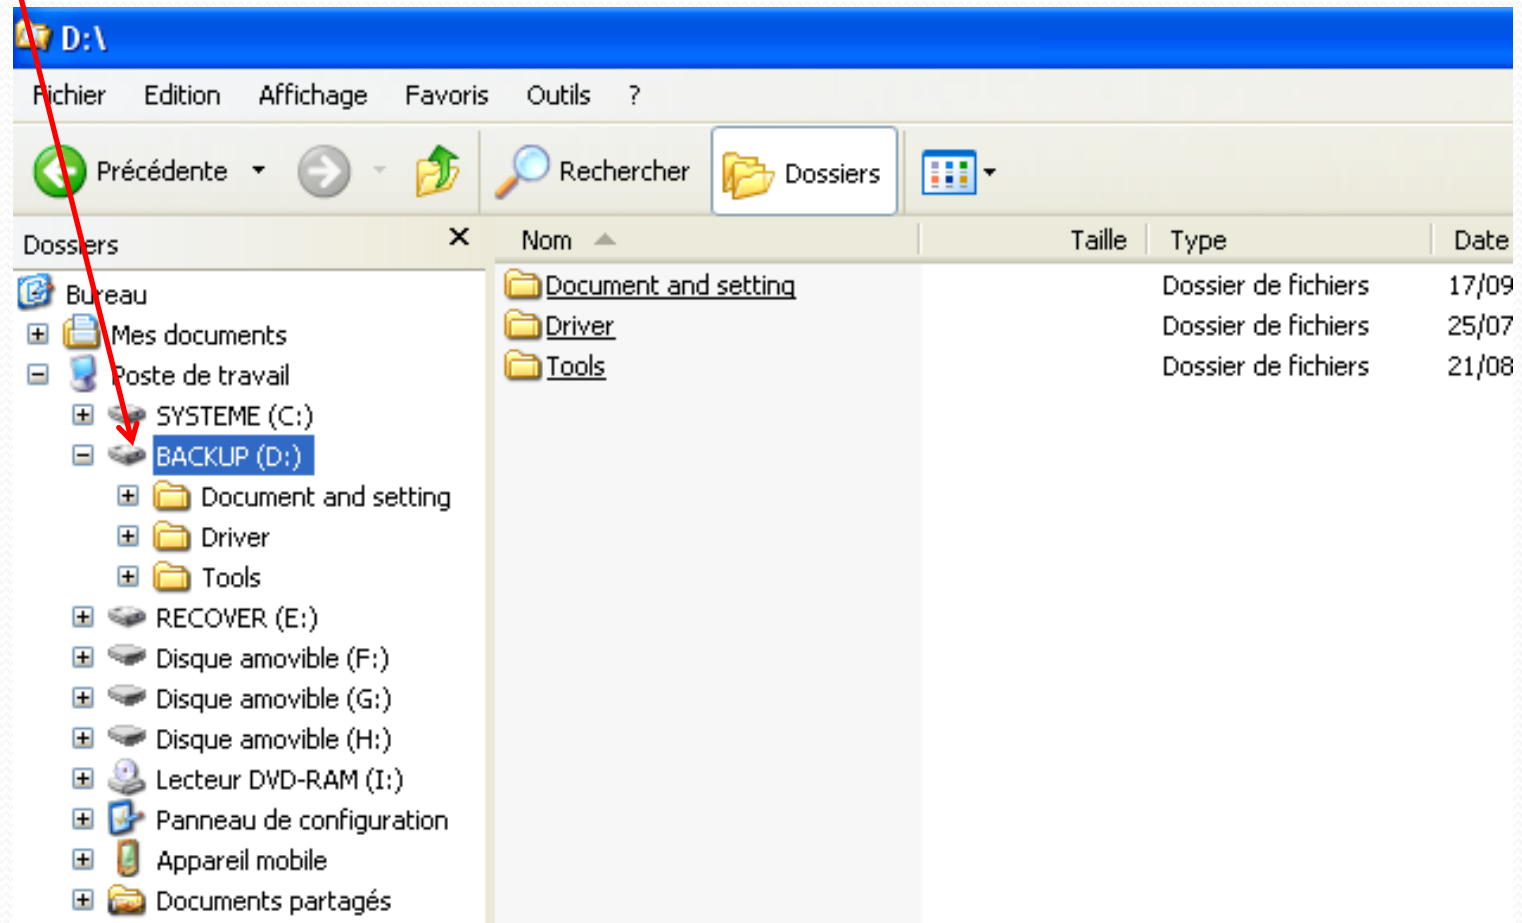 D:\
Fichier Edition Affichage Favoris Outils ?
Précédente Rechercher Dossiers
Dossiers
Bureau
Mes documents
Poste de travail
SYSTEME (C:)
BACKUP (D:)
Document and setting
Driver
Tools
RECOVER (E:)
Disque amovible (F:)
Disque amovible (G:)
Disque amovible (H:)
Lecteur DVD-RAM (I:)
Panneau de configuration
Appareil mobile
Documents partagés
Nom Taille Type Date
Document and setting Dossier de fichiers 17/09
Driver Dossier de fichiers 25/07
Tools Dossier de fichiers 21/08